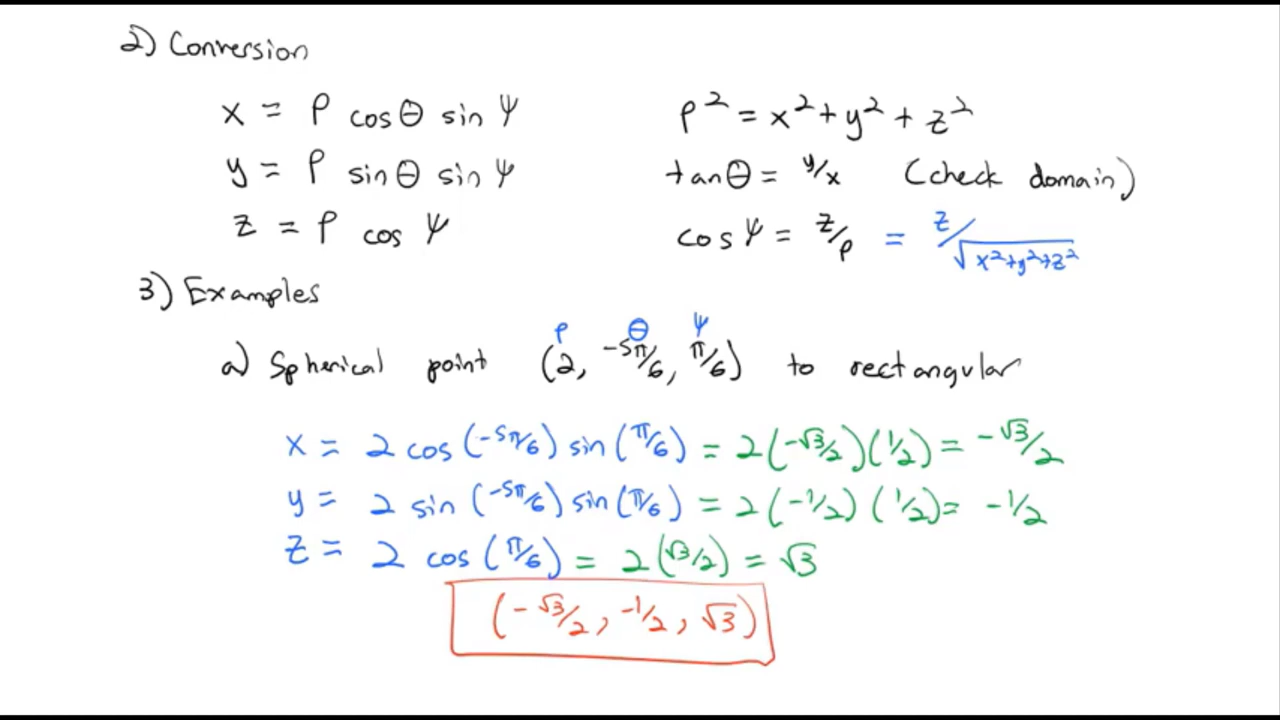 2) Conversion
x = ρ cosθ sin ψ    ρ² = x² + y² + z²
y = ρ sinθ sin ψ    tanθ = y/x    (check domain)
z = ρ cos ψ    cos ψ = z/ρ = z/√(x²+y²+z²)
3) Examples
ρ    θ    ψ
a) Spherical point (2, -5π/6, π/6) to rectangular
x = 2 cos(-5π/6) sin(π/6) = 2(-√3/2)(1/2) = -√3/2
y = 2 sin(-5π/6) sin(π/6) = 2(-1/2)(1/2) = -1/2
z = 2 cos(π/6) = 2(√3/2) = √3
(-√3/2, -1/2, √3)